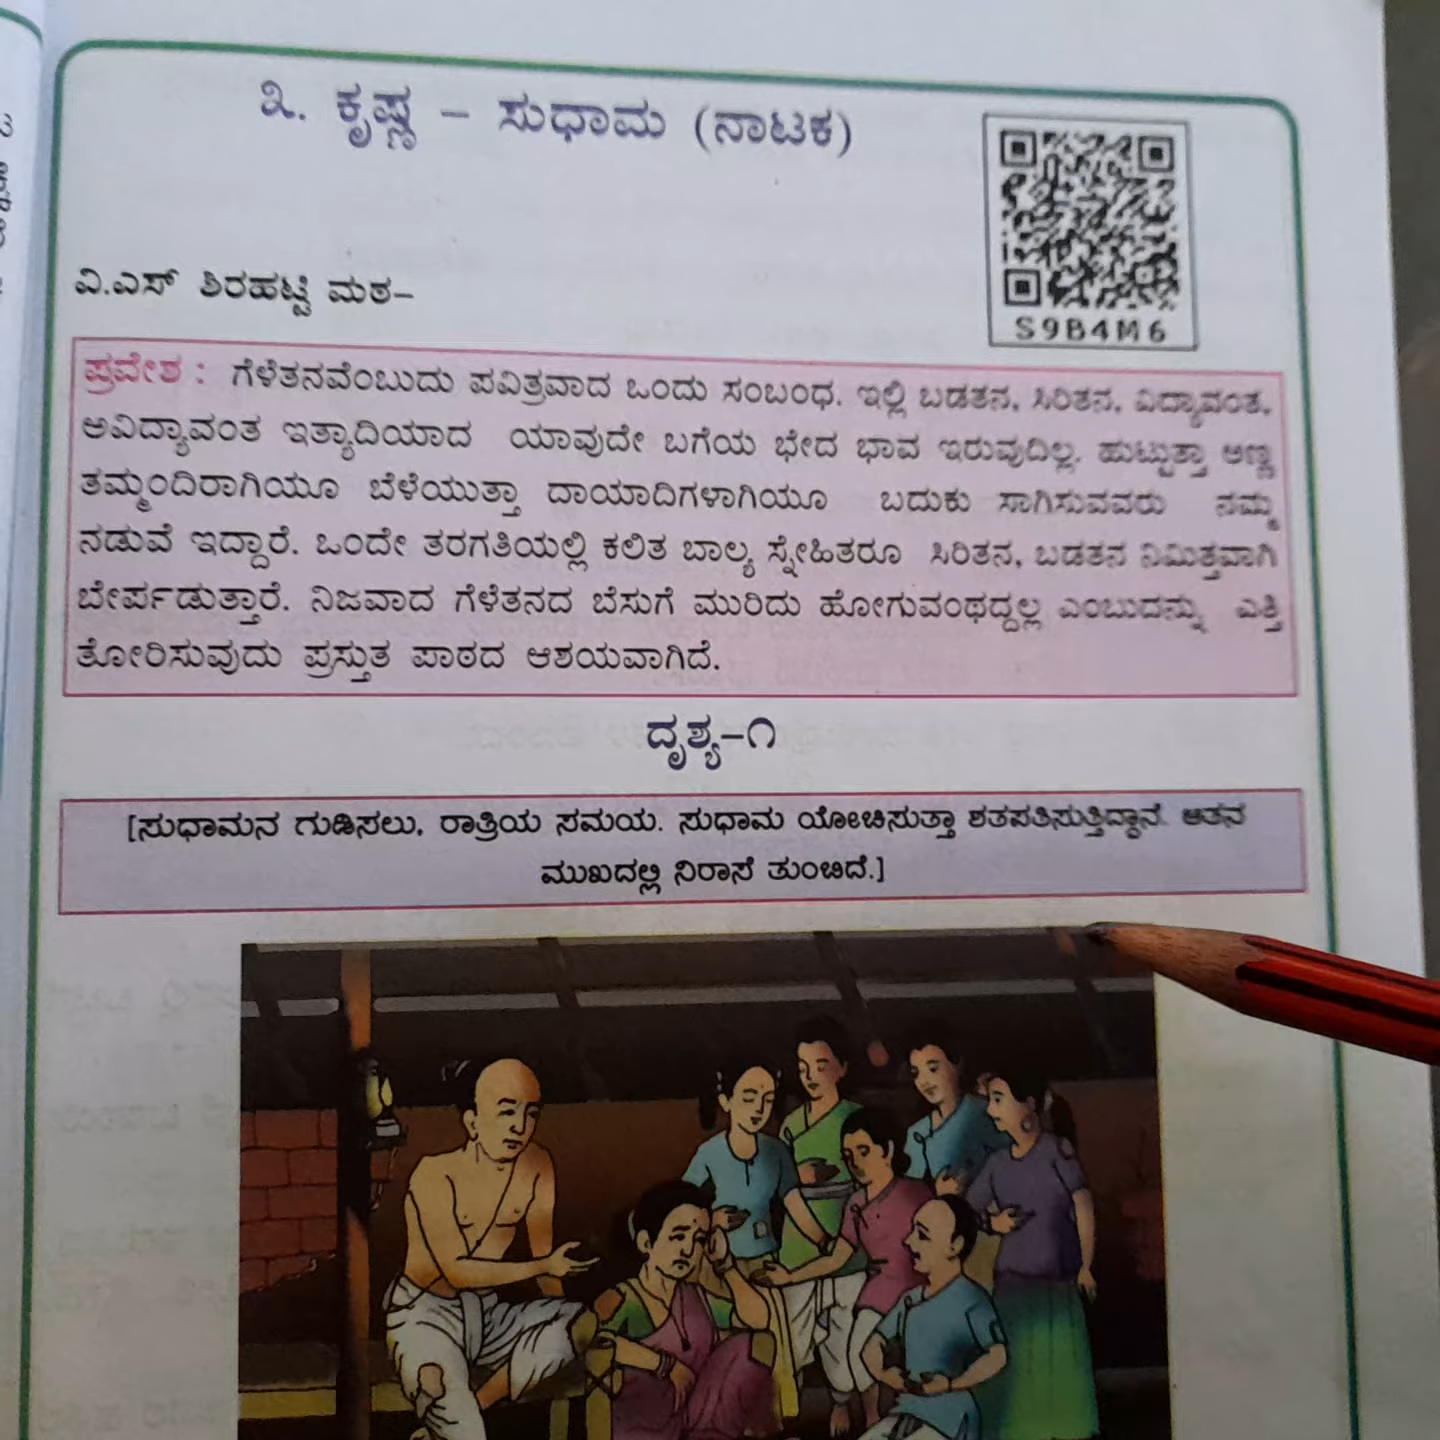 ೩. ಕೃಷ್ಣ – ಸುಧಾಮ (ನಾಟಕ)
S9B4M6
ವಿ.ಎಸ್ ಶಿರಹಟ್ಟಿ ಮಠ–
ಪ್ರವೇಶ : ಗೆಳೆತನವೆಂಬುದು ಪವಿತ್ರವಾದ ಒಂದು ಸಂಬಂಧ. ಇಲ್ಲಿ ಬಡತನ, ಸಿರಿತನ, ವಿದ್ಯಾವಂತ,
ಅವಿದ್ಯಾವಂತ ಇತ್ಯಾದಿಯಾದ ಯಾವುದೇ ಬಗೆಯ ಭೇದ ಭಾವ ಇರುವುದಿಲ್ಲ. ಹುಟ್ಟುತ್ತಾ ಅಣ್ಣ
ತಮ್ಮಂದಿರಾಗಿಯೂ ಬೆಳೆಯುತ್ತಾ ದಾಯಾದಿಗಳಾಗಿಯೂ ಬದುಕು ಸಾಗಿಸುವವರು ನಮ್ಮ
ನಡುವೆ ಇದ್ದಾರೆ. ಒಂದೇ ತರಗತಿಯಲ್ಲಿ ಕಲಿತ ಬಾಲ್ಯ ಸ್ನೇಹಿತರೂ ಸಿರಿತನ, ಬಡತನ ನಿಮಿತ್ತವಾಗಿ
ಬೇರ್ಪಡುತ್ತಾರೆ. ನಿಜವಾದ ಗೆಳೆತನದ ಬೆಸುಗೆ ಮುರಿದು ಹೋಗುವಂಥದ್ದಲ್ಲ ಎಂಬುದನ್ನು ಎತ್ತಿ
ತೋರಿಸುವುದು ಪ್ರಸ್ತುತ ಪಾಠದ ಆಶಯವಾಗಿದೆ.
ದೃಶ್ಯ–೧
[ಸುಧಾಮನ ಗುಡಿಸಲು, ರಾತ್ರಿಯ ಸಮಯ. ಸುಧಾಮ ಯೋಚಿಸುತ್ತಾ ಶತಪತಿಸುತ್ತಿದ್ದಾನೆ. ಆತನ
ಮುಖದಲ್ಲಿ ನಿರಾಸೆ ತುಂಬಿದೆ.]